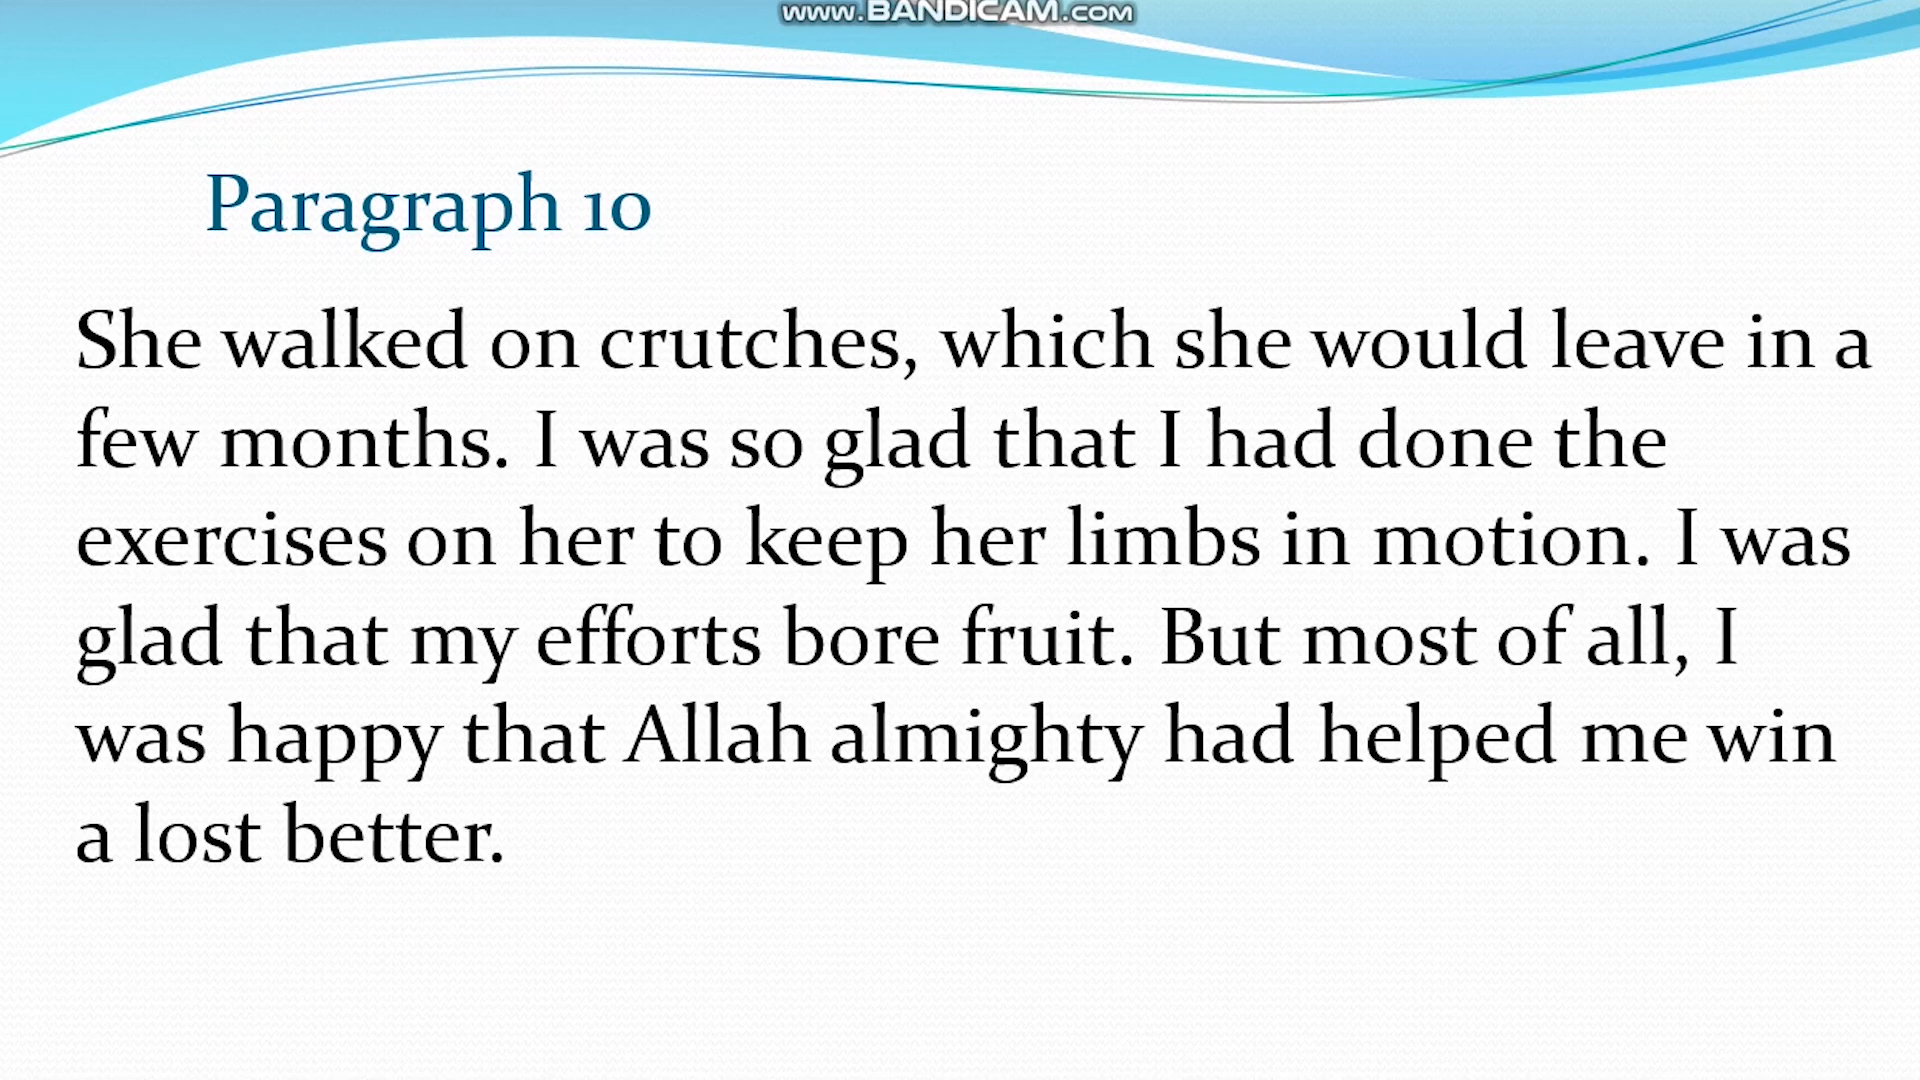 www.BANDICAM.com
Paragraph 10
She walked on crutches, which she would leave in a
few months. I was so glad that I had done the
exercises on her to keep her limbs in motion. I was
glad that my efforts bore fruit. But most of all, I
was happy that Allah almighty had helped me win
a lost better.